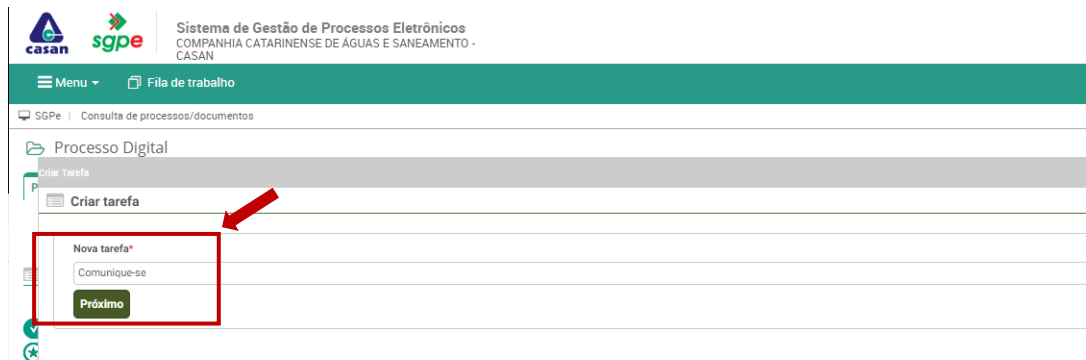 casan
sgpe
Sistema de Gestão de Processos Eletrônicos
COMPANHIA CATARINENSE DE ÁGUAS E SANEAMENTO -
CASAN
Menu
Fila de trabalho
SGPe | Consulta de processos/documentos
Processo Digital
Criar Tarefa
P
Criar tarefa
Nova tarefa*
Comunique-se
Próximo